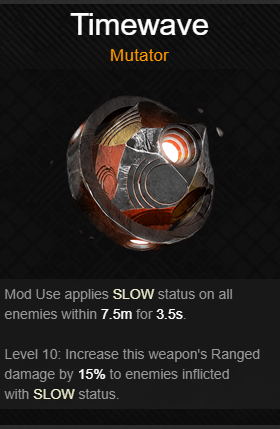 Timewave
Mutator
Mod Use applies SLOW status on all
enemies within 7.5m for 3.5s.
Level 10: Increase this weapon's Ranged
damage by 15% to enemies inflicted
with SLOW status.